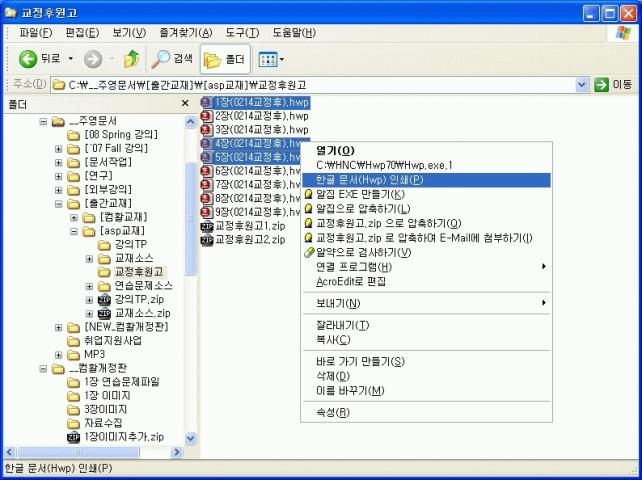 교정후원고
파일(F) 편집(E) 보기(V) 즐겨찾기(A) 도구(T) 도움말(H)
뒤로 검색 폴더
주소(D) C:\__주영문서\[출간교재]\[asp교재]\교정후원고 이동
폴더
__주영문서
[08 Spring 강의]
['07 Fall 강의]
[문서작업]
[연구]
[외부강의]
[출간교재]
[컴활교재]
[asp교재]
강의TP
교재소스
교정후원고
연습문제소스
강의TP.zip
교재소스.zip
[NEW_컴활개정판]
취업지원사업
MP3
__컴활개정판
1장 연습문제파일
1장 이미지
3장이미지
자료수집
1장이미지추가.zip
1장(0214교정후).hwp
2장(0214교정후).hwp
3장(0214교정후).hwp
4장(0214교정후).hw
5장(0214교정후).hw
6장(0214교정후).hw
7장(0214교정후).hw
8장(0214교정후).hw
9장(0214교정후).hw
교정후원고1.zip
교정후원고2.zip
열기(O)
C:\HNC\Hwp70\Hwp.exe,1
한글 문서(Hwp) 인쇄(P)
알집 EXE 만들기(K)
알집으로 압축하기(L)
교정후원고.zip 으로 압축하기(Q)
교정후원고.zip 로 압축하며 E-Mail에 첨부하기(I)
알약으로 검사하기(V)
연결 프로그램(H)
AcroEdit로 편집
보내기(N)
잘라내기(T)
복사(C)
바로 가기 만들기(S)
삭제(D)
이름 바꾸기(M)
속성(R)
한글 문서(Hwp) 인쇄(P)